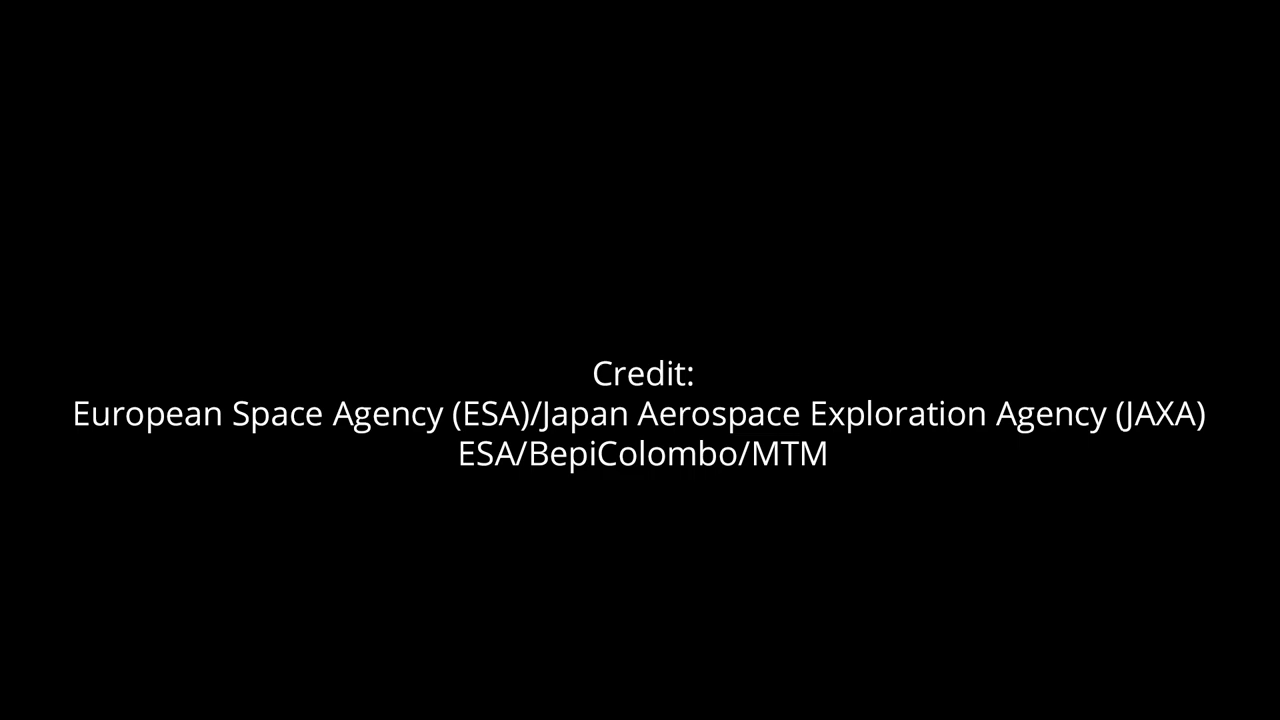 Credit:
European Space Agency (ESA)/Japan Aerospace Exploration Agency (JAXA)
ESA/BepiColombo/MTM